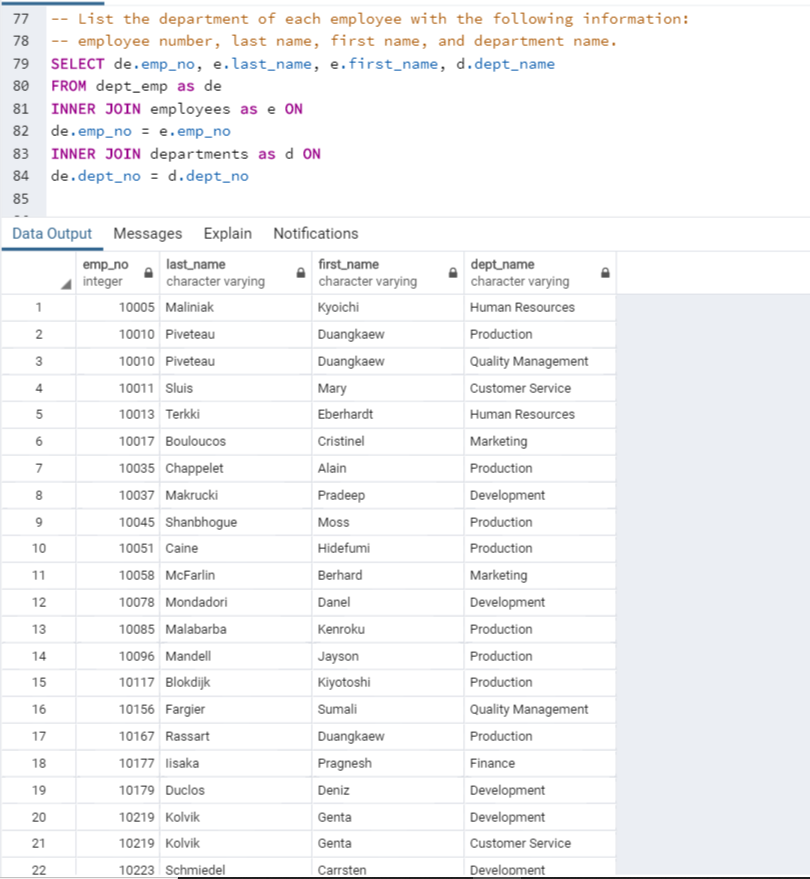 77 -- List the department of each employee with the following information:
78 -- employee number, last name, first name, and department name.
79 SELECT de.emp_no, e.last_name, e.first_name, d.dept_name
80 FROM dept_emp as de
81 INNER JOIN employees as e ON
82 de.emp_no = e.emp_no
83 INNER JOIN departments as d ON
84 de.dept_no = d.dept_no
85
Data Output Messages Explain Notifications
emp_no last_name first_name dept_name
integer character varying character varying character varying
1 10005 Maliniak Kyoichi Human Resources
2 10010 Piveteau Duangkaew Production
3 10010 Piveteau Duangkaew Quality Management
4 10011 Sluis Mary Customer Service
5 10013 Terkki Eberhardt Human Resources
6 10017 Bouloucos Cristinel Marketing
7 10035 Chappelet Alain Production
8 10037 Makrucki Pradeep Development
9 10045 Shanbhogue Moss Production
10 10051 Caine Hidefumi Production
11 10058 McFarlin Berhard Marketing
12 10078 Mondadori Danel Development
13 10085 Malabarba Kenroku Production
14 10096 Mandell Jayson Production
15 10117 Blokdijk Kiyotoshi Production
16 10156 Fargier Sumali Quality Management
17 10167 Rassart Duangkaew Production
18 10177 Iisaka Pragnesh Finance
19 10179 Duclos Deniz Development
20 10219 Kolvik Genta Development
21 10219 Kolvik Genta Customer Service
22 10223 Schmiedel Carrsten Development